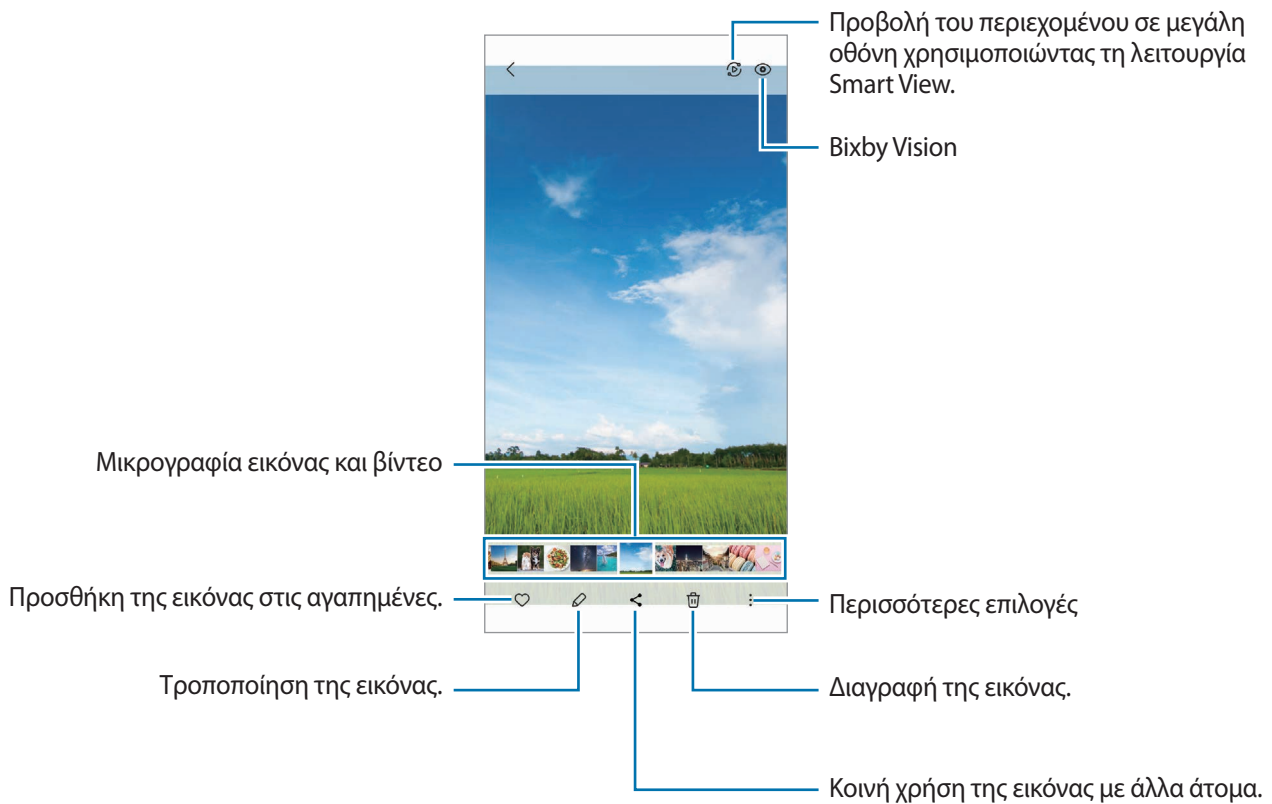 Προβολή του περιεχομένου σε μεγάλη
οθόνη χρησιμοποιώντας τη λειτουργία
Smart View.
Bixby Vision
Μικρογραφία εικόνας και βίντεο
Προσθήκη της εικόνας στις αγαπημένες.
Περισσότερες επιλογές
Τροποποίηση της εικόνας.
Διαγραφή της εικόνας.
Κοινή χρήση της εικόνας με άλλα άτομα.